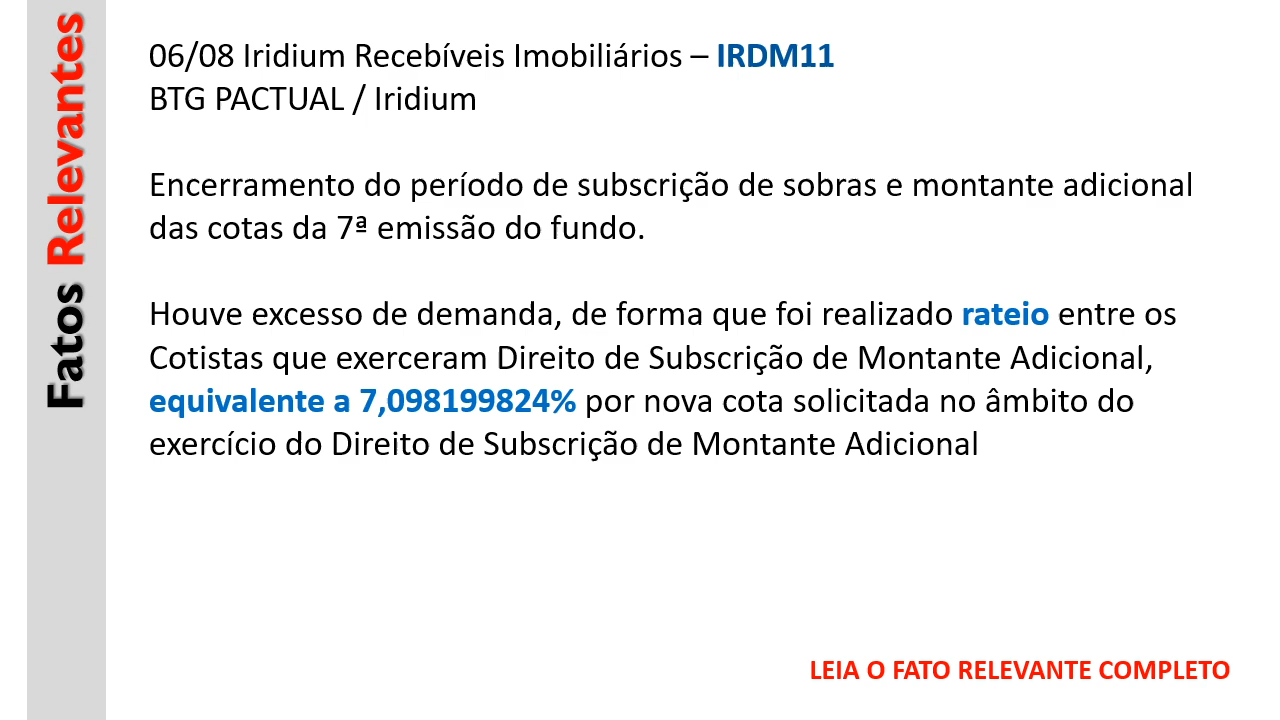 Fatos Relevantes
06/08 Iridium Recebíveis Imobiliários – IRDM11
BTG PACTUAL / Iridium
Encerramento do período de subscrição de sobras e montante adicional
das cotas da 7ª emissão do fundo.
Houve excesso de demanda, de forma que foi realizado rateio entre os
Cotistas que exerceram Direito de Subscrição de Montante Adicional,
equivalente a 7,098199824% por nova cota solicitada no âmbito do
exercício do Direito de Subscrição de Montante Adicional
LEIA O FATO RELEVANTE COMPLETO